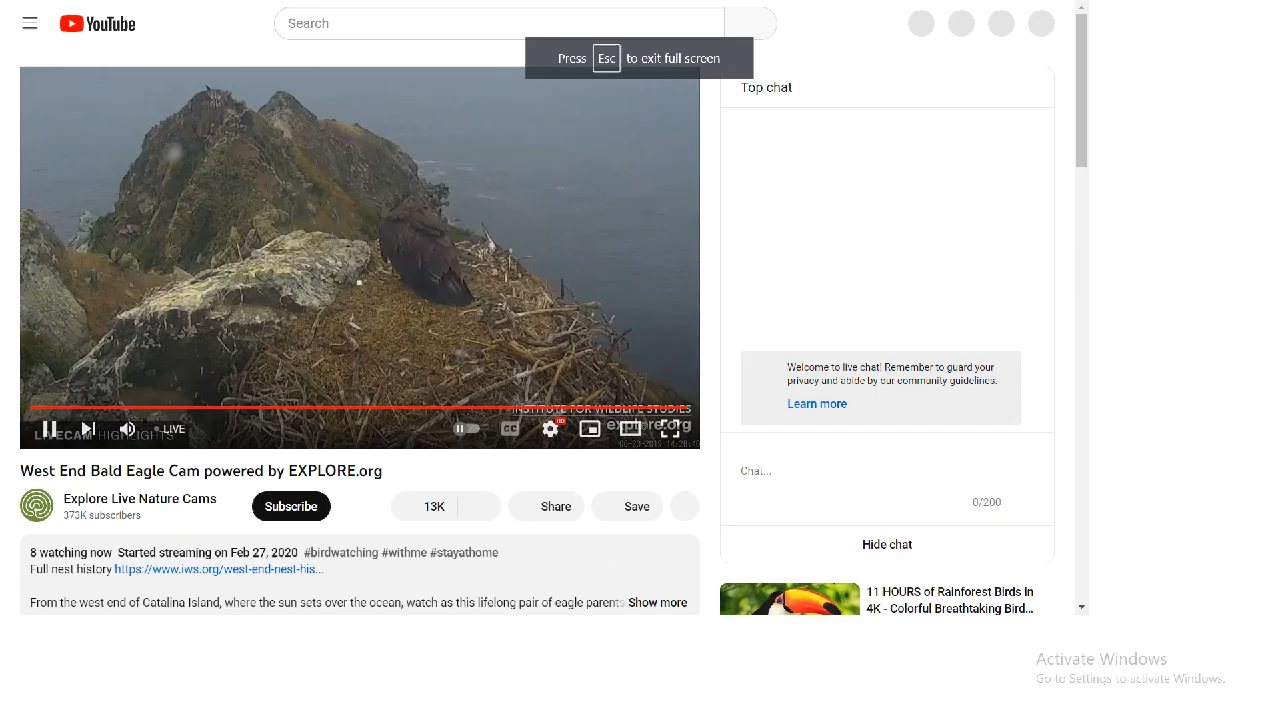 YouTube
Search
Press Esc to exit full screen
Top chat
Welcome to live chat! Remember to guard your
privacy and abide by our community guidelines.
Learn more
INSTITUTE FOR WILDLIFE STUDIES
explore.org
LIVE
CC
HD
LIVECAM HIGHLIGHTS
Chat...
0/200
Hide chat
West End Bald Eagle Cam powered by EXPLORE.org
Explore Live Nature Cams
373K subscribers
Subscribe
13K
Share
Save
8 watching now Started streaming on Feb 27, 2020 #birdwatching #withme #stayathome
Full nest history https://www.iws.org/west-end-nest-his...
From the west end of Catalina Island, where the sun sets over the ocean, watch as this lifelong pair of eagle parents Show more
11 HOURS of Rainforest Birds in
4K - Colorful Breathtaking Bird...
Activate Windows
Go to Settings to activate Windows.